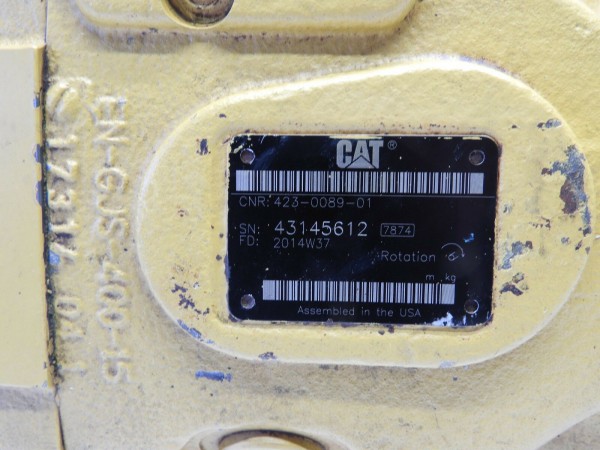 CAT®
CNR: 423-0089-01
SN: 43145612 7874
FD: 2014W37
Rotation
m, kg
Assembled in the USA
EN-GJS-400-15